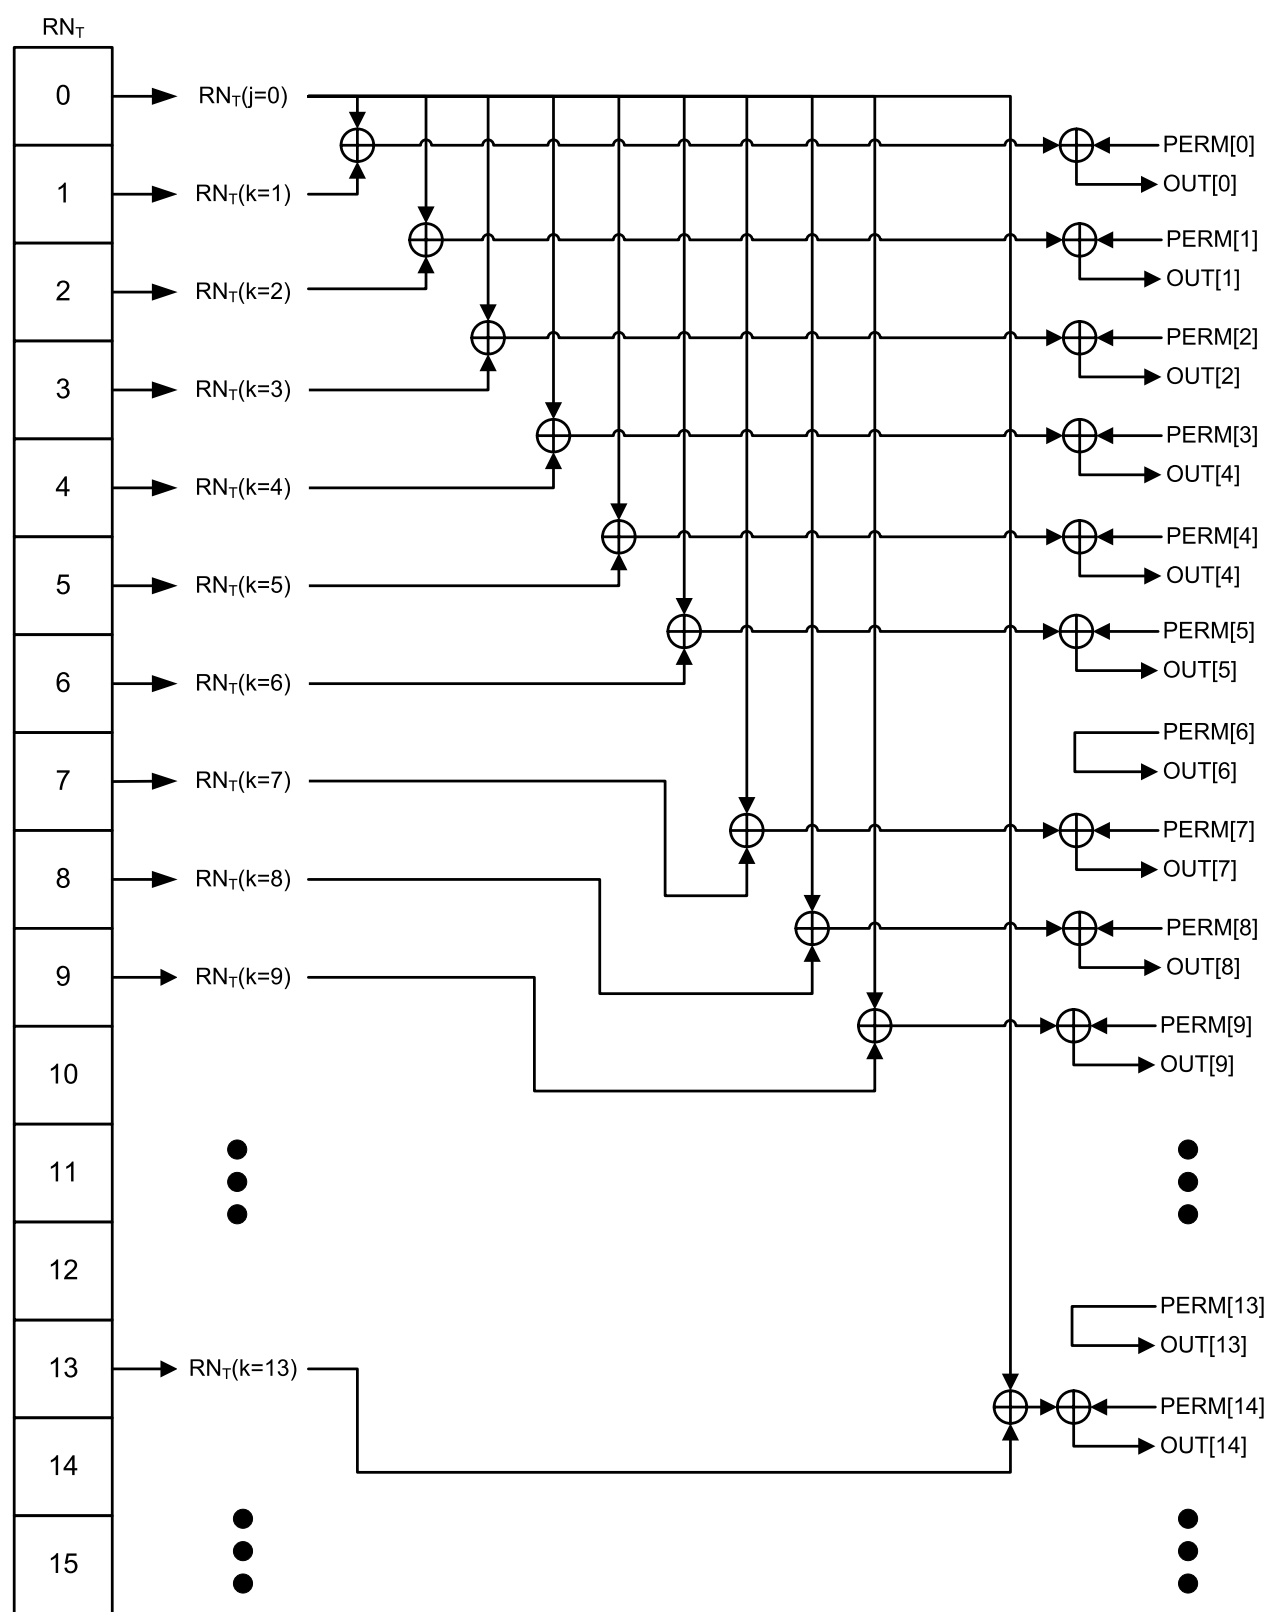 RNT
0
RNT(j=0)
PERM[0]
OUT[0]
1
RNT(k=1)
PERM[1]
OUT[1]
2
RNT(k=2)
PERM[2]
OUT[2]
3
RNT(k=3)
PERM[3]
OUT[4]
4
RNT(k=4)
PERM[4]
OUT[4]
5
RNT(k=5)
PERM[5]
OUT[5]
6
RNT(k=6)
PERM[6]
OUT[6]
7
RNT(k=7)
PERM[7]
OUT[7]
8
RNT(k=8)
PERM[8]
OUT[8]
9
RNT(k=9)
PERM[9]
OUT[9]
10
11
12
PERM[13]
OUT[13]
13
RNT(k=13)
PERM[14]
OUT[14]
14
15